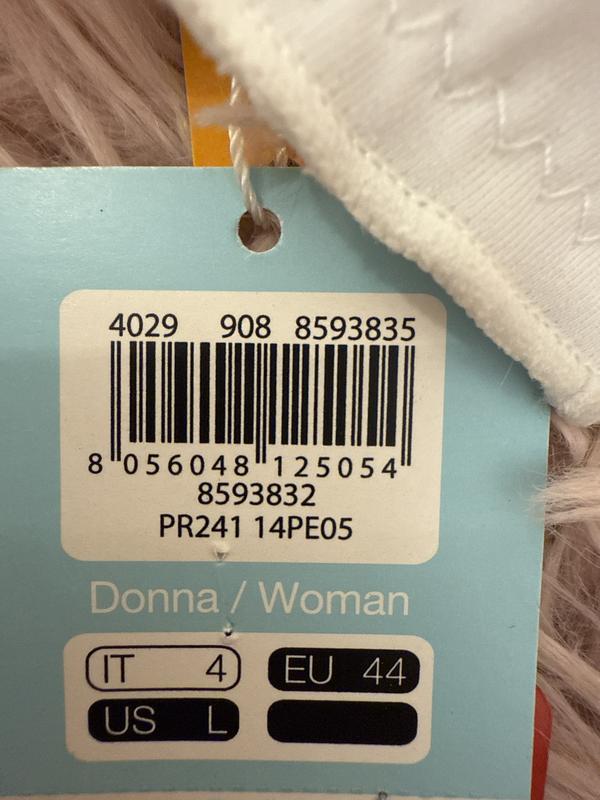 4029 908 8593835
8 056048 125054
8593832
PR241 14PE05
Donna / Woman
IT 4 EU 44
US L